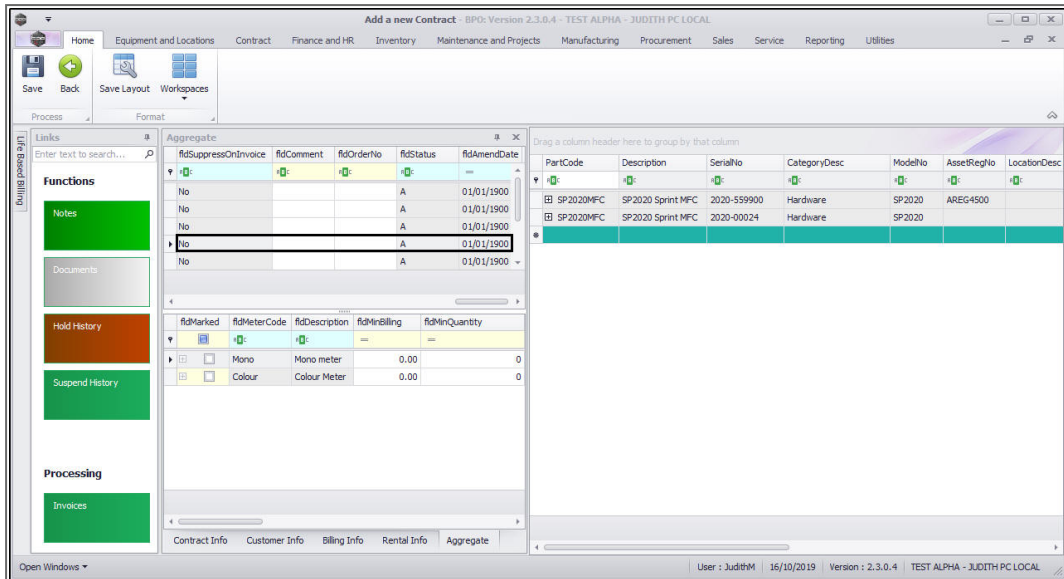 Add a new Contract - BPO: Version 2.3.0.4 - TEST ALPHA - JUDITH PC LOCAL
Home Equipment and Locations Contract Finance and HR Inventory Maintenance and Projects Manufacturing Procurement Sales Service Reporting Utilities
Save Back Save Layout Workspaces
Process Format
Life Based Billing
Links
Enter text to search...
Functions
Notes
Documents
Hold History
Suspend History
Processing
Invoices
Aggregate
fldSuppressOnInvoice fldComment fldOrderNo fldStatus fldAmendDate
No A 01/01/1900
No A 01/01/1900
No A 01/01/1900
No A 01/01/1900
No A 01/01/1900
fldMarked fldMeterCode fldDescription fldMinBilling fldMinQuantity
Mono Mono meter 0.00 0
Colour Colour Meter 0.00 0
Contract Info Customer Info Billing Info Rental Info Aggregate
Drag a column header here to group by that column
PartCode Description SerialNo CategoryDesc ModelNo AssetRegNo LocationDesc
SP2020MFC SP2020 Sprint MFC 2020-559900 Hardware SP2020 AREG4500
SP2020MFC SP2020 Sprint MFC 2020-00024 Hardware SP2020
Open Windows
User : JudithM 16/10/2019 Version : 2.3.0.4 TEST ALPHA - JUDITH PC LOCAL